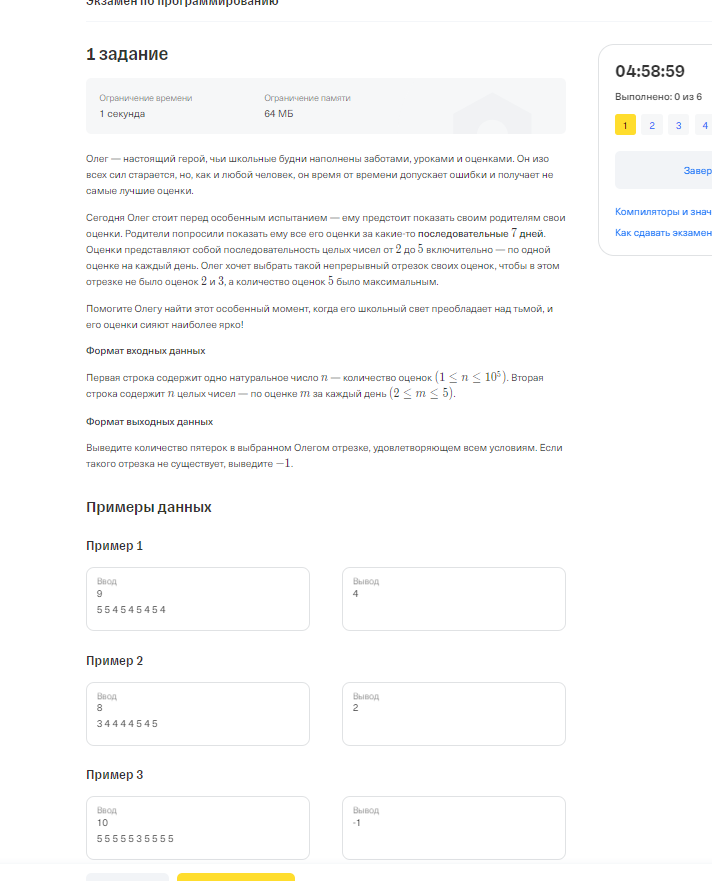 Экзамен по программированию
1 задание
Ограничение времени
Ограничение памяти
1 секунда
64 МБ
04:58:59
Выполнено: 0 из 6
1 2 3 4
Завер
Компиляторы и знач
Как сдавать экзамен
Олег — настоящий герой, чьи школьные будни наполнены заботами, уроками и оценками. Он изо
всех сил старается, но, как и любой человек, он время от времени допускает ошибки и получает не
самые лучшие оценки.
Сегодня Олег стоит перед особенным испытанием — ему предстоит показать своим родителям свои
оценки. Родители попросили показать ему все его оценки за какие-то последовательные 7 дней.
Оценки представляют собой последовательность целых чисел от 2 до 5 включительно — по одной
оценке на каждый день. Олег хочет выбрать такой непрерывный отрезок своих оценок, чтобы в этом
отрезке не было оценок 2 и 3, а количество оценок 5 было максимальным.
Помогите Олегу найти этот особенный момент, когда его школьный свет преобладает над тьмой, и
его оценки сияют наиболее ярко!
Формат входных данных
Первая строка содержит одно натуральное число n — количество оценок (1 ≤ n ≤ 10⁵). Вторая
строка содержит n целых чисел — по оценке m за каждый день (2 ≤ m ≤ 5).
Формат выходных данных
Выведите количество пятерок в выбранном Олегом отрезке, удовлетворяющем всем условиям. Если
такого отрезка не существует, выведите −1.
Примеры данных
Пример 1
Ввод
9
5 5 4 5 4 5 4 5 4
Вывод
4
Пример 2
Ввод
8
3 4 4 4 4 5 4 5
Вывод
2
Пример 3
Ввод
10
5 5 5 5 5 3 5 5 5 5
Вывод
-1